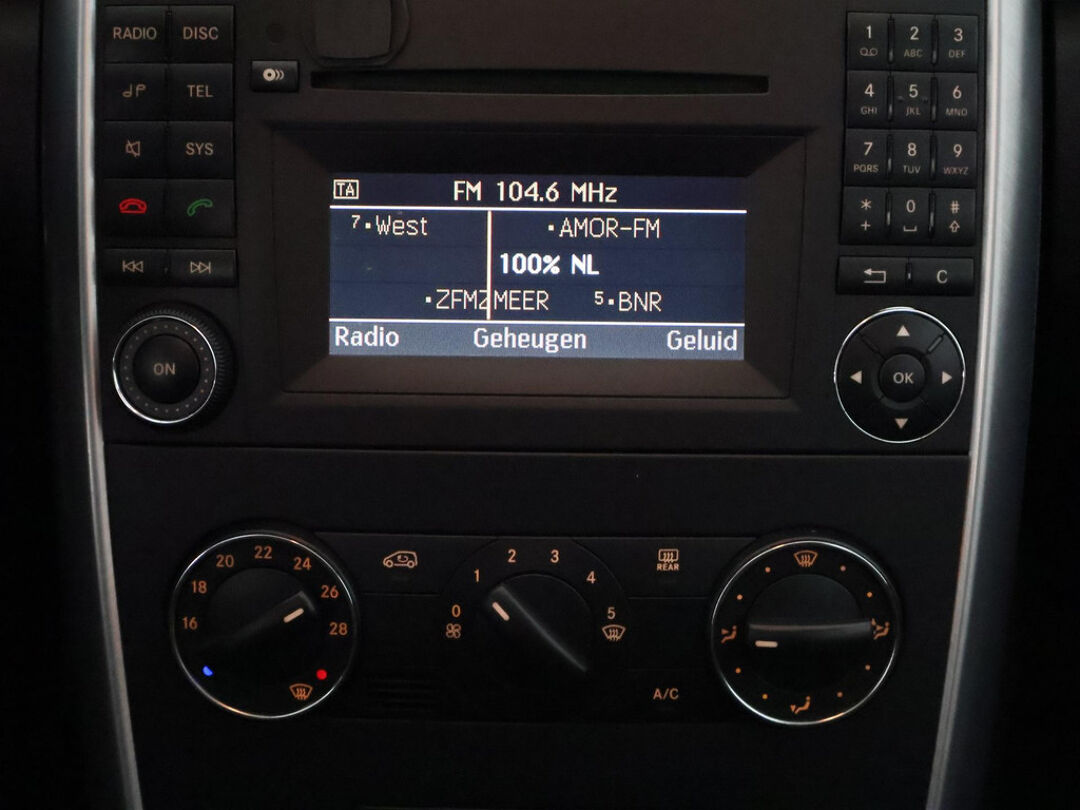 RADIO DISC
TEL
SYS
ON
TA FM 104.6 MHz
7 West AMOR-FM
100% NL
ZFMZMEER 5 BNR
Radio Geheugen Geluid
1 2 ABC 3 DEF
4 GHI 5 JKL 6 MNO
7 PQRS 8 TUV 9 WXYZ
* + 0 #
C
OK
16 18 20 22 24 26 28
0 1 2 3 4 5
REAR
A/C